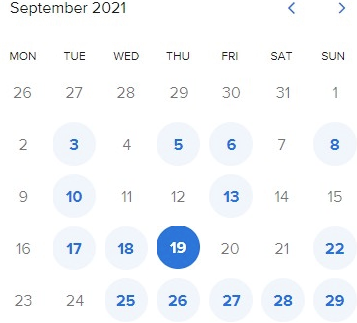 September 2021
MON TUE WED THU FRI SAT SUN
26 27 28 29 30 31 1
2 3 4 5 6 7 8
9 10 11 12 13 14 15
16 17 18 19 20 21 22
23 24 25 26 27 28 29